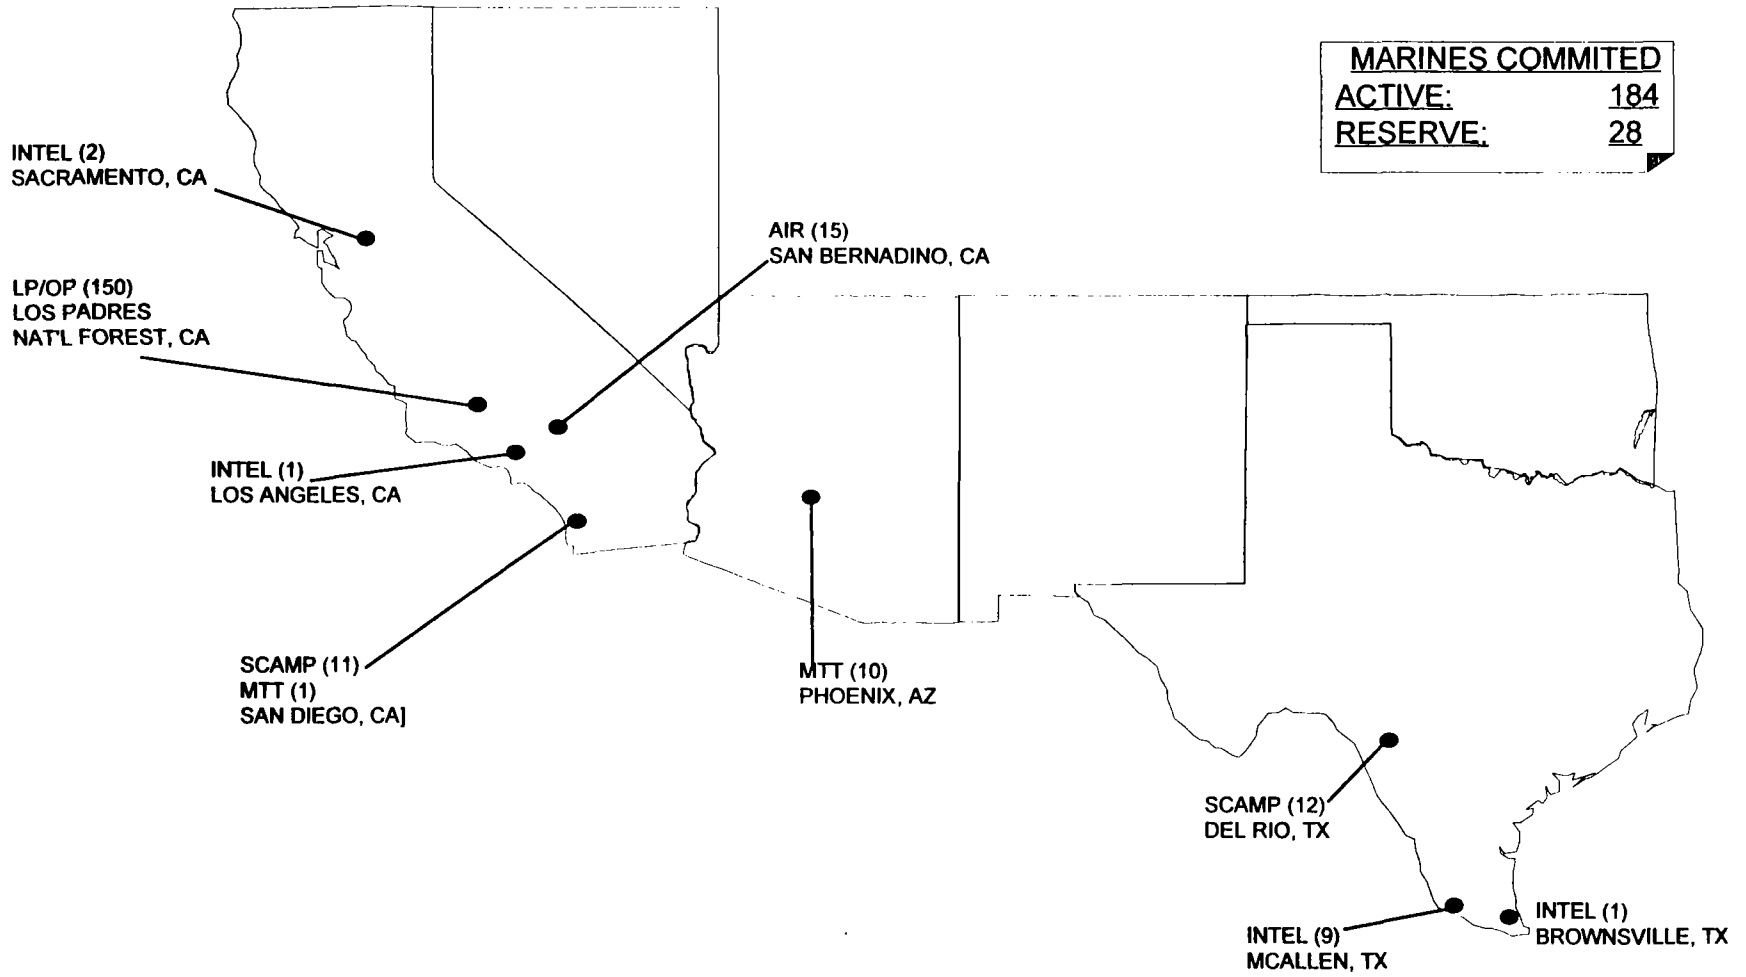 MARINES COMMITED
ACTIVE: 184
RESERVE: 28
INTEL (2)
SACRAMENTO, CA
AIR (15)
SAN BERNADINO, CA
LP/OP (150)
LOS PADRES
NAT'L FOREST, CA
INTEL (1)
LOS ANGELES, CA
SCAMP (11)
MTT (1)
SAN DIEGO, CA]
MTT (10)
PHOENIX, AZ
SCAMP (12)
DEL RIO, TX
INTEL (9)
MCALLEN, TX
INTEL (1)
BROWNSVILLE, TX